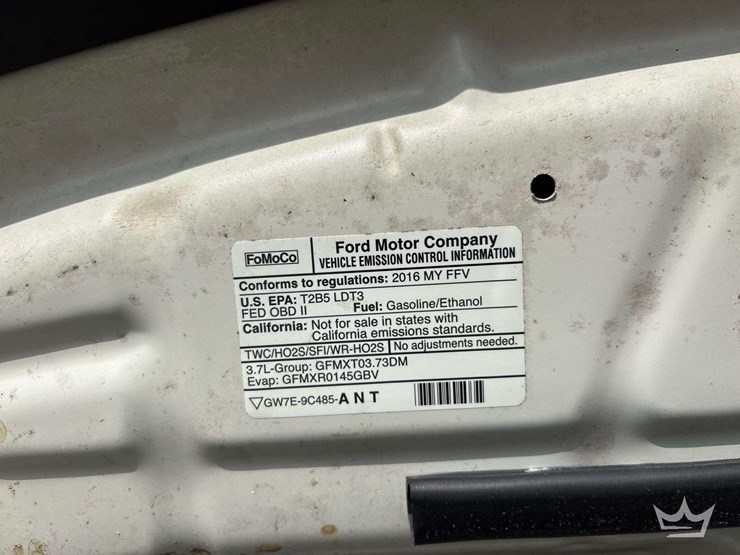 FoMoCo
Ford Motor Company
VEHICLE EMISSION CONTROL INFORMATION
Conforms to regulations: 2016 MY FFV
U.S. EPA: T2B5 LDT3
FED OBD II Fuel: Gasoline/Ethanol
California: Not for sale in states with
California emissions standards.
TWC/HO2S/SFI/WR-HO2S No adjustments needed.
3.7L-Group: GFMXT03.73DM
Evap: GFMXR0145GBV
GW7E-9C485-A N T